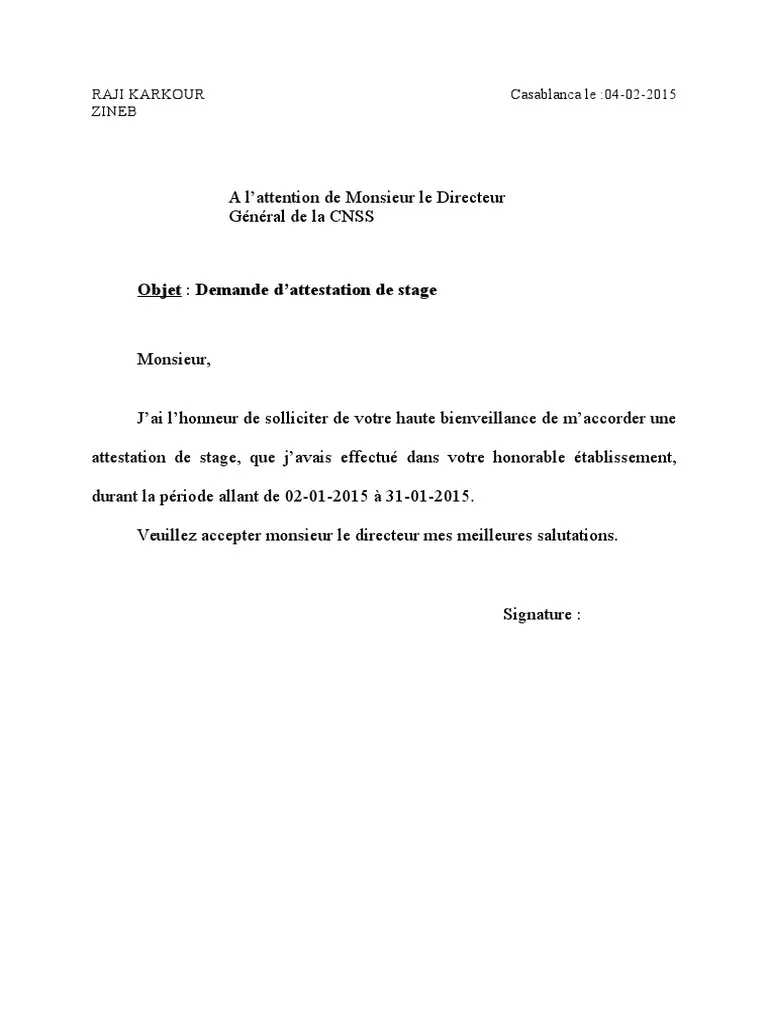 RAJI KARKOUR
ZINEB
Casablanca le :04-02-2015
A l’attention de Monsieur le Directeur
Général de la CNSS
Objet : Demande d’attestation de stage
Monsieur,
J’ai l’honneur de solliciter de votre haute bienveillance de m’accorder une
attestation de stage, que j’avais effectué dans votre honorable établissement,
durant la période allant de 02-01-2015 à 31-01-2015.
Veuillez accepter monsieur le directeur mes meilleures salutations.
Signature :